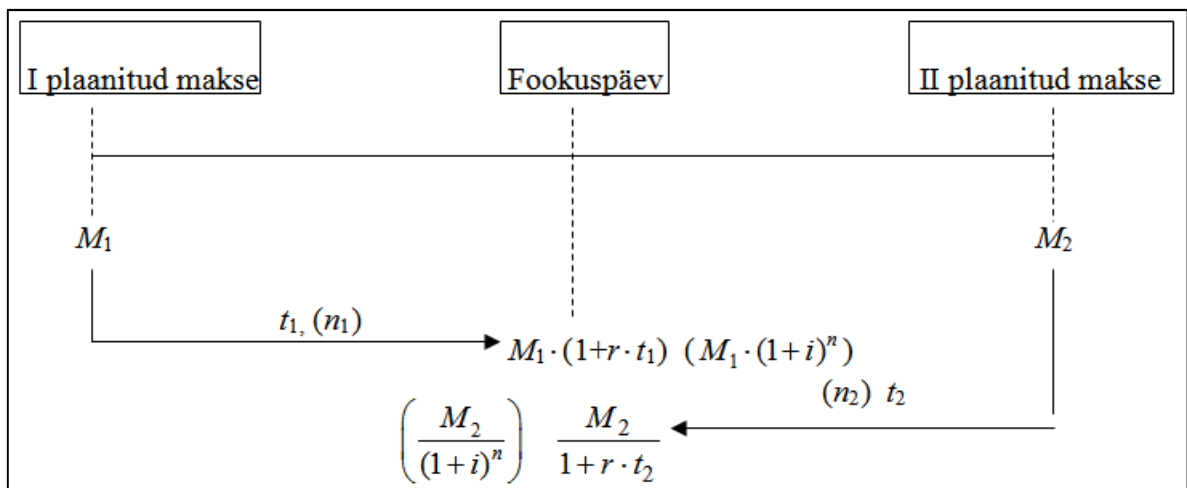 I plaanitud makse Fookuspäev II plaanitud makse
M₁ M₂
t₁, (n₁)
M₁·(1+r·t₁) (M₁·(1+i)ⁿ)
(n₂) t₂
(M₂/(1+i)ⁿ) M₂/(1+r·t₂)